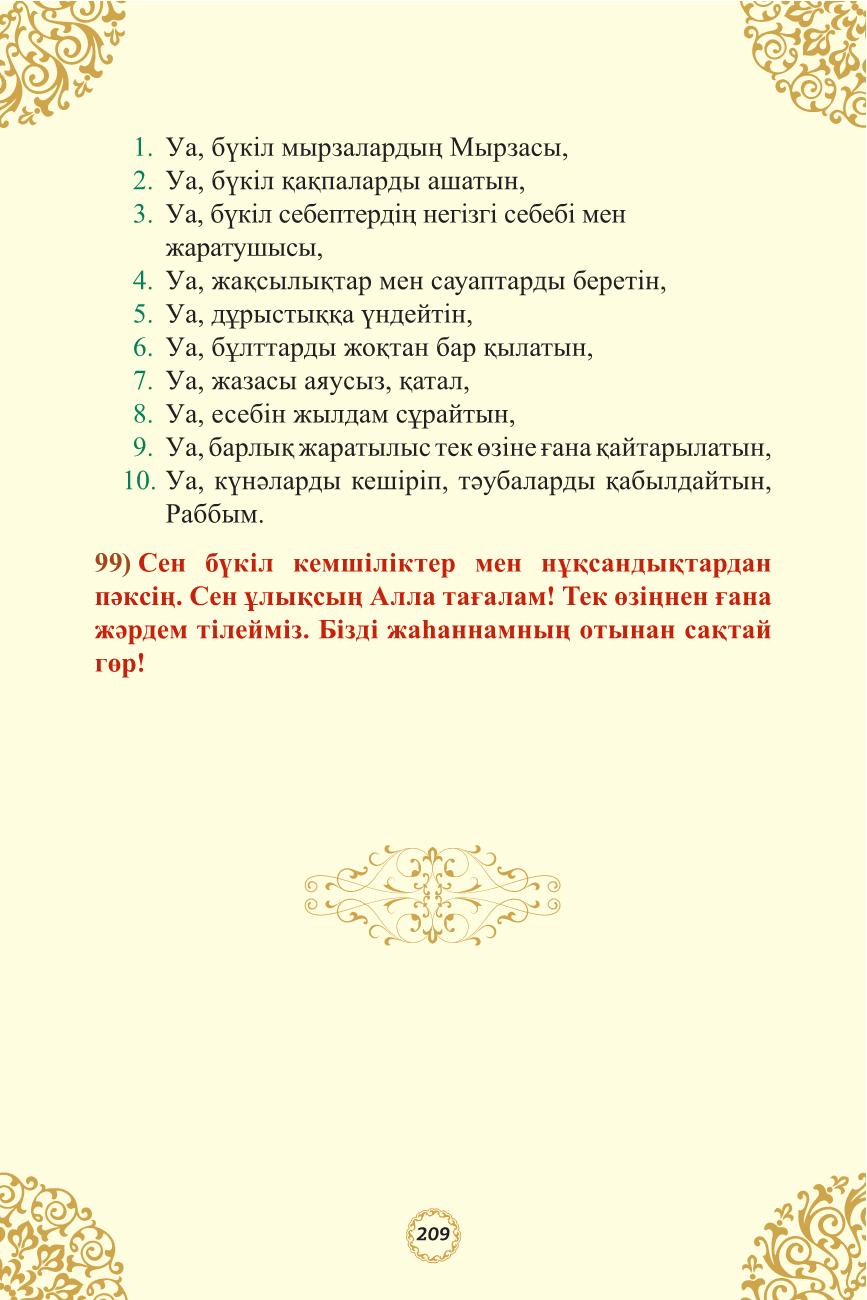 1. Уа, бүкіл мырзалардың Мырзасы,
2. Уа, бүкіл қақпаларды ашатын,
3. Уа, бүкіл себептердің негізгі себебі мен
жаратушысы,
4. Уа, жақсылықтар мен сауаптарды беретін,
5. Уа, дұрыстыққа үндейтін,
6. Уа, бұлттарды жоқтан бар қылатын,
7. Уа, жазасы аяусыз, қатал,
8. Уа, есебін жылдам сұрайтын,
9. Уа, барлық жаратылыс тек өзіне ғана қайтарылатын,
10. Уа, күнәларды кешіріп, тәубаларды қабылдайтын,
Раббым.
99) Сен бүкіл кемшіліктер мен нұқсандықтардан
пәксің. Сен ұлықсың Алла тағалам! Тек өзіңнен ғана
жәрдем тілейміз. Бізді жаһаннамның отынан сақтай
гөр!
209